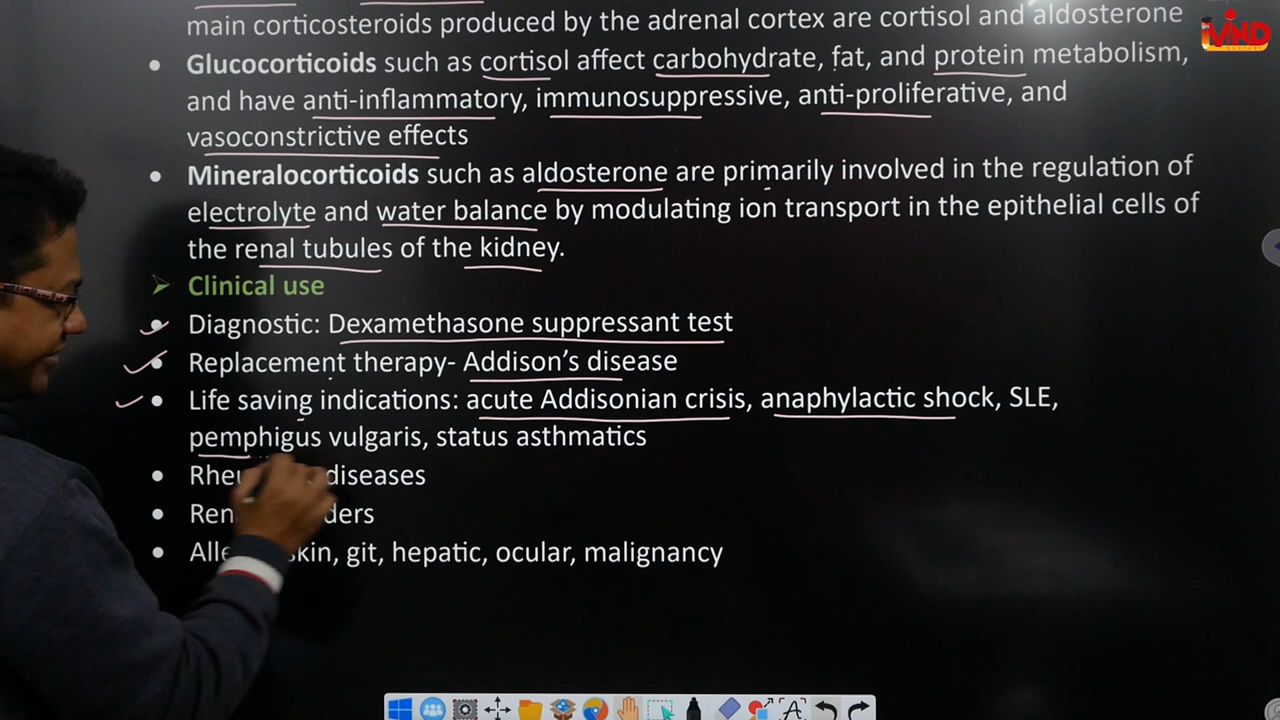 main corticosteroids produced by the adrenal cortex are cortisol and aldosterone
• Glucocorticoids such as cortisol affect carbohydrate, fat, and protein metabolism,
and have anti-inflammatory, immunosuppressive, anti-proliferative, and
vasoconstrictive effects
• Mineralocorticoids such as aldosterone are primarily involved in the regulation of
electrolyte and water balance by modulating ion transport in the epithelial cells of
the renal tubules of the kidney.
➢ Clinical use
• Diagnostic: Dexamethasone suppressant test
• Replacement therapy- Addison's disease
• Life saving indications: acute Addisonian crisis, anaphylactic shock, SLE,
pemphigus vulgaris, status asthmatics
• diseases
• 
• skin, git, hepatic, ocular, malignancy